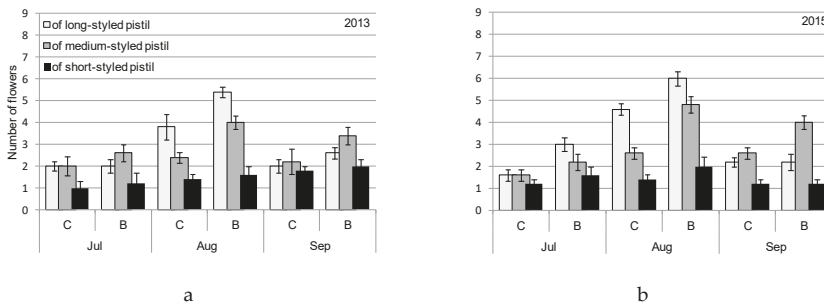 9
8
7
6
5
4
3
2
1
0
Number of flowers
of long-styled pistil
of medium-styled pistil
of short-styled pistil
2013
C B C B C B
Jul Aug Sep
a
9
8
7
6
5
4
3
2
1
0
2015
C B C B C B
Jul Aug Sep
b